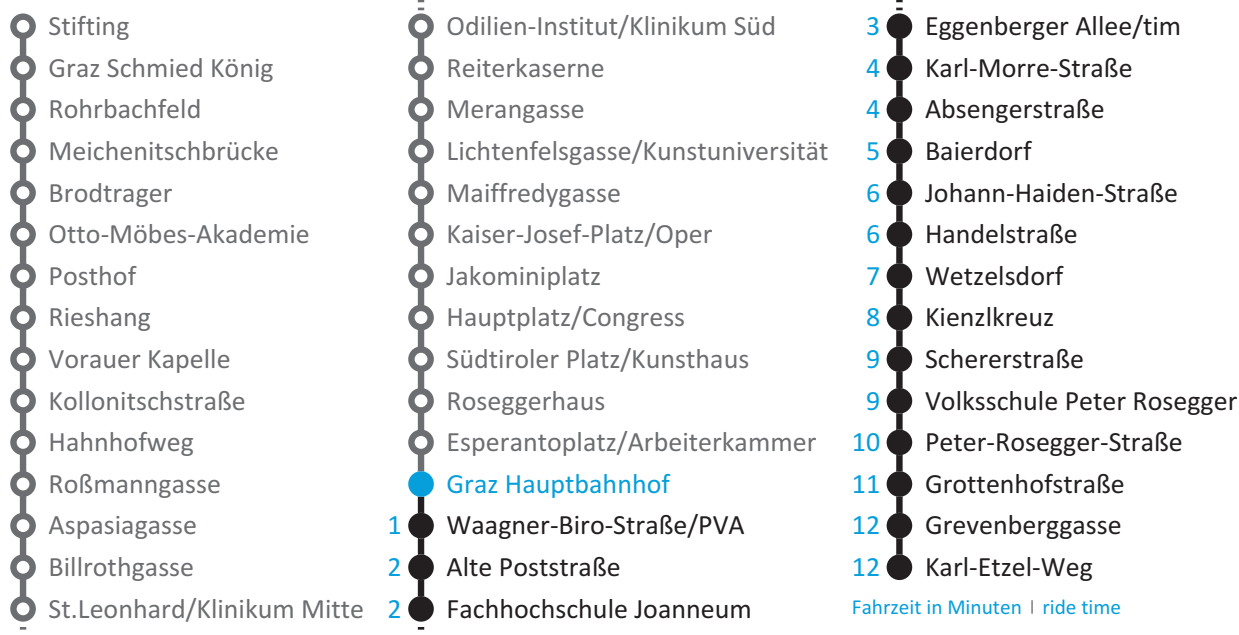 Stifting
Graz Schmied König
Rohrbachfeld
Meichenitschbrücke
Brodtrager
Otto-Möbes-Akademie
Posthof
Rieshang
Vorauer Kapelle
Kollonitschstraße
Hahnhofweg
Roßmanngasse
Aspasiagasse
Billrothgasse
St.Leonhard/Klinikum Mitte
Odilien-Institut/Klinikum Süd
Reiterkaserne
Merangasse
Lichtenfelsgasse/Kunstuniversität
Maiffredygasse
Kaiser-Josef-Platz/Oper
Jakominiplatz
Hauptplatz/Congress
Südtiroler Platz/Kunsthaus
Roseggerhaus
Esperantoplatz/Arbeiterkammer
Graz Hauptbahnhof
1 Waagner-Biro-Straße/PVA
2 Alte Poststraße
2 Fachhochschule Joanneum
3 Eggenberger Allee/tim
4 Karl-Morre-Straße
4 Absengerstraße
5 Baierdorf
6 Johann-Haiden-Straße
6 Handelstraße
7 Wetzelsdorf
8 Kienzlkreuz
9 Schererstraße
9 Volksschule Peter Rosegger
10 Peter-Rosegger-Straße
11 Grottenhofstraße
12 Grevenberggasse
12 Karl-Etzel-Weg
Fahrzeit in Minuten | ride time